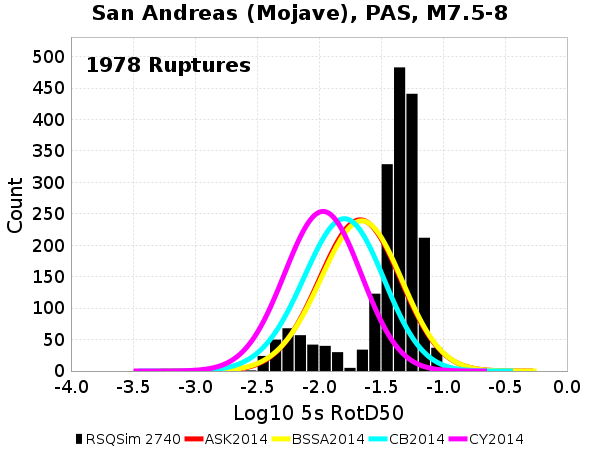 San Andreas (Mojave), PAS, M7.5-8
1978 Ruptures
Count
500
450
400
350
300
250
200
150
100
50
0
-4.0 -3.5 -3.0 -2.5 -2.0 -1.5 -1.0 -0.5 0.0
Log10 5s RotD50
RSQSim 2740 ASK2014 BSSA2014 CB2014 CY2014